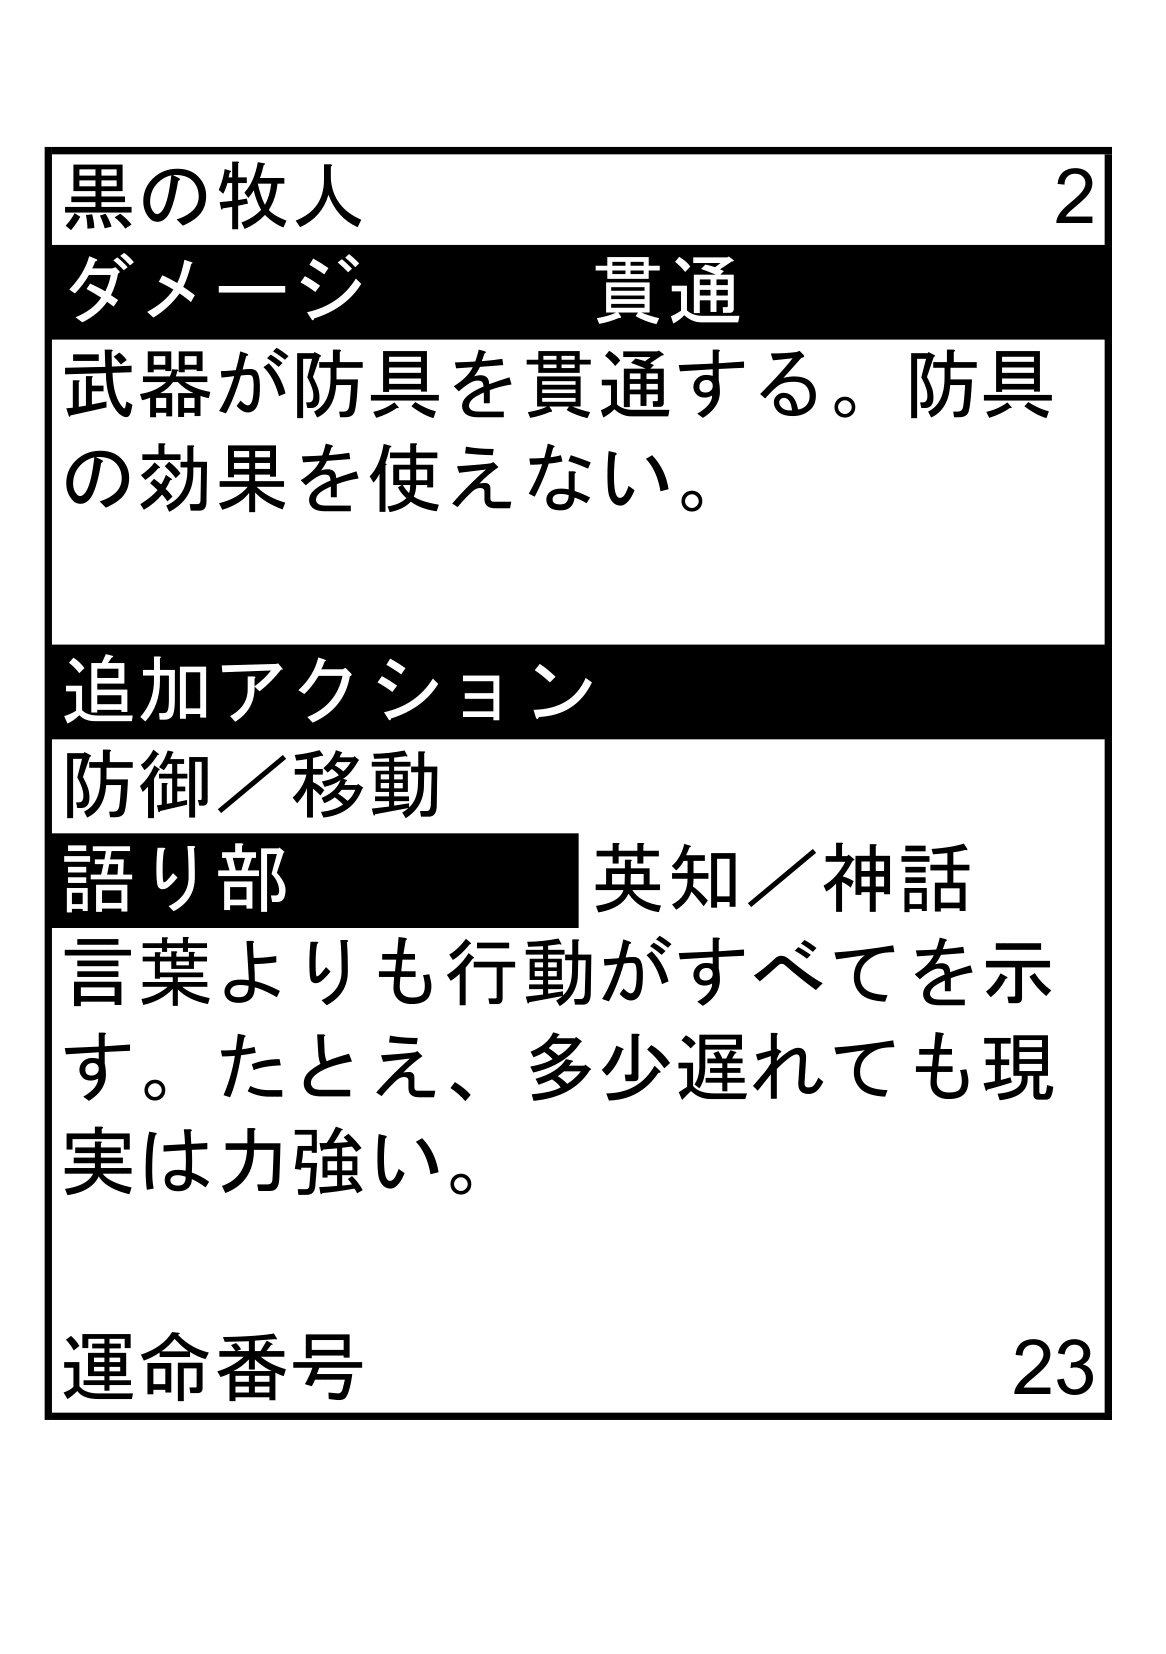 黒の牧人 2
ダメージ 貫通
武器が防具を貫通する。防具
の効果を使えない。
追加アクション
防御／移動
語り部 英知／神話
言葉よりも行動がすべてを示
す。たとえ、多少遅れても現
実は力強い。
運命番号 23